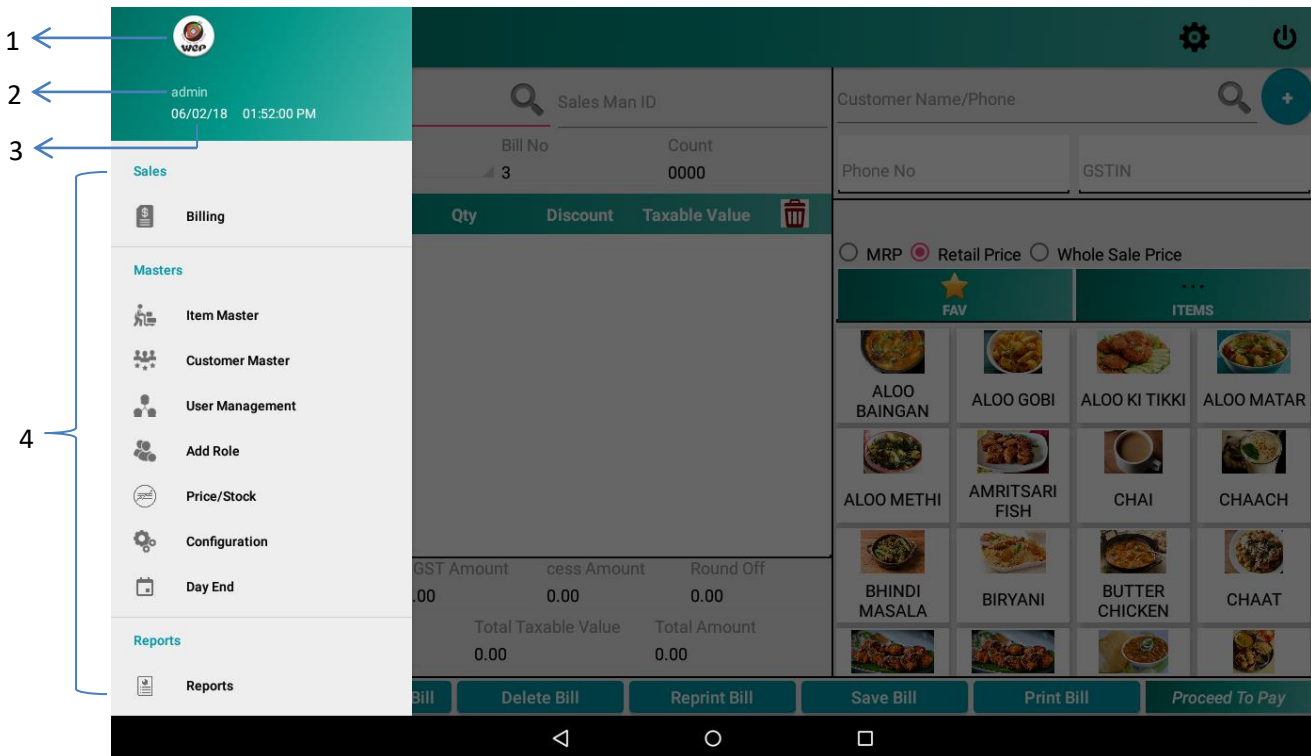 1
wep
2
admin
06/02/18 01:52:00 PM
3
4
Sales
Billing
Masters
Item Master
Customer Master
User Management
Add Role
Price/Stock
Configuration
Day End
Reports
Reports
Sales Man ID
Bill No
Count
3
0000
Qty Discount Taxable Value
GST Amount cess Amount Round Off
.00 0.00 0.00
Total Taxable Value Total Amount
0.00 0.00
Customer Name/Phone
+
Phone No
GSTIN
MRP Retail Price Whole Sale Price
FAV
...
ITEMS
ALOO
BAINGAN
ALOO GOBI
ALOO KI TIKKI
ALOO MATAR
ALOO METHI
AMRITSARI
FISH
CHAI
CHAACH
BHINDI
MASALA
BIRYANI
BUTTER
CHICKEN
CHAAT
Bill
Delete Bill
Reprint Bill
Save Bill
Print Bill
Proceed To Pay